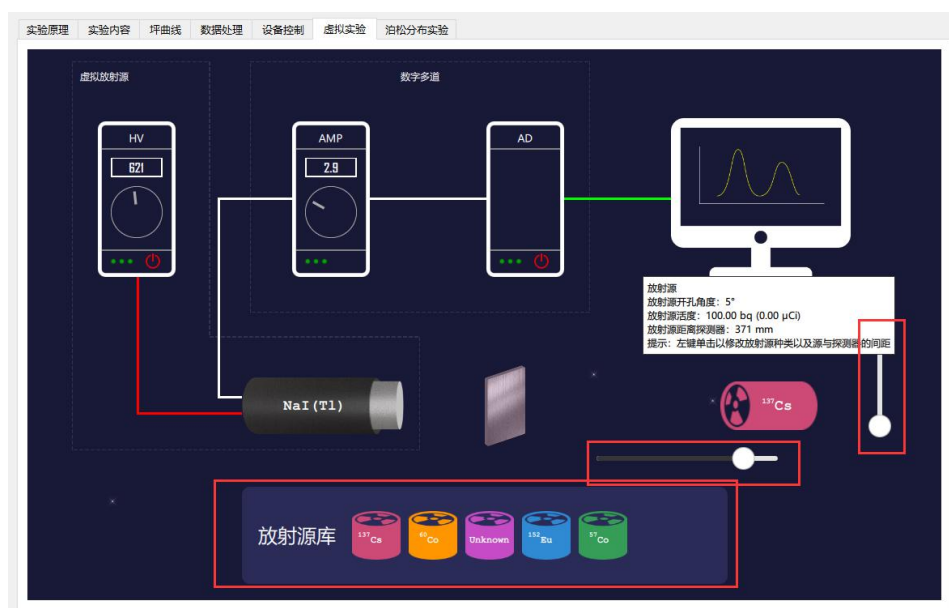 实验原理 实验内容 坪曲线 数据处理 设备控制 虚拟实验 泊松分布实验
虚拟放射源 数字多道
HV AMP AD
621 2.9
放射源
放射源开孔角度：5°
放射源活度：100.00 bq (0.00 μCi)
放射源距离探测器：371 mm
提示：左键单击以修改放射源种类以及源与探测器的间距
NaI(Tl) ¹³⁷Cs
放射源库 ¹³⁷Cs ⁶⁰Co Unknown ¹⁵²Eu ⁵⁷Co